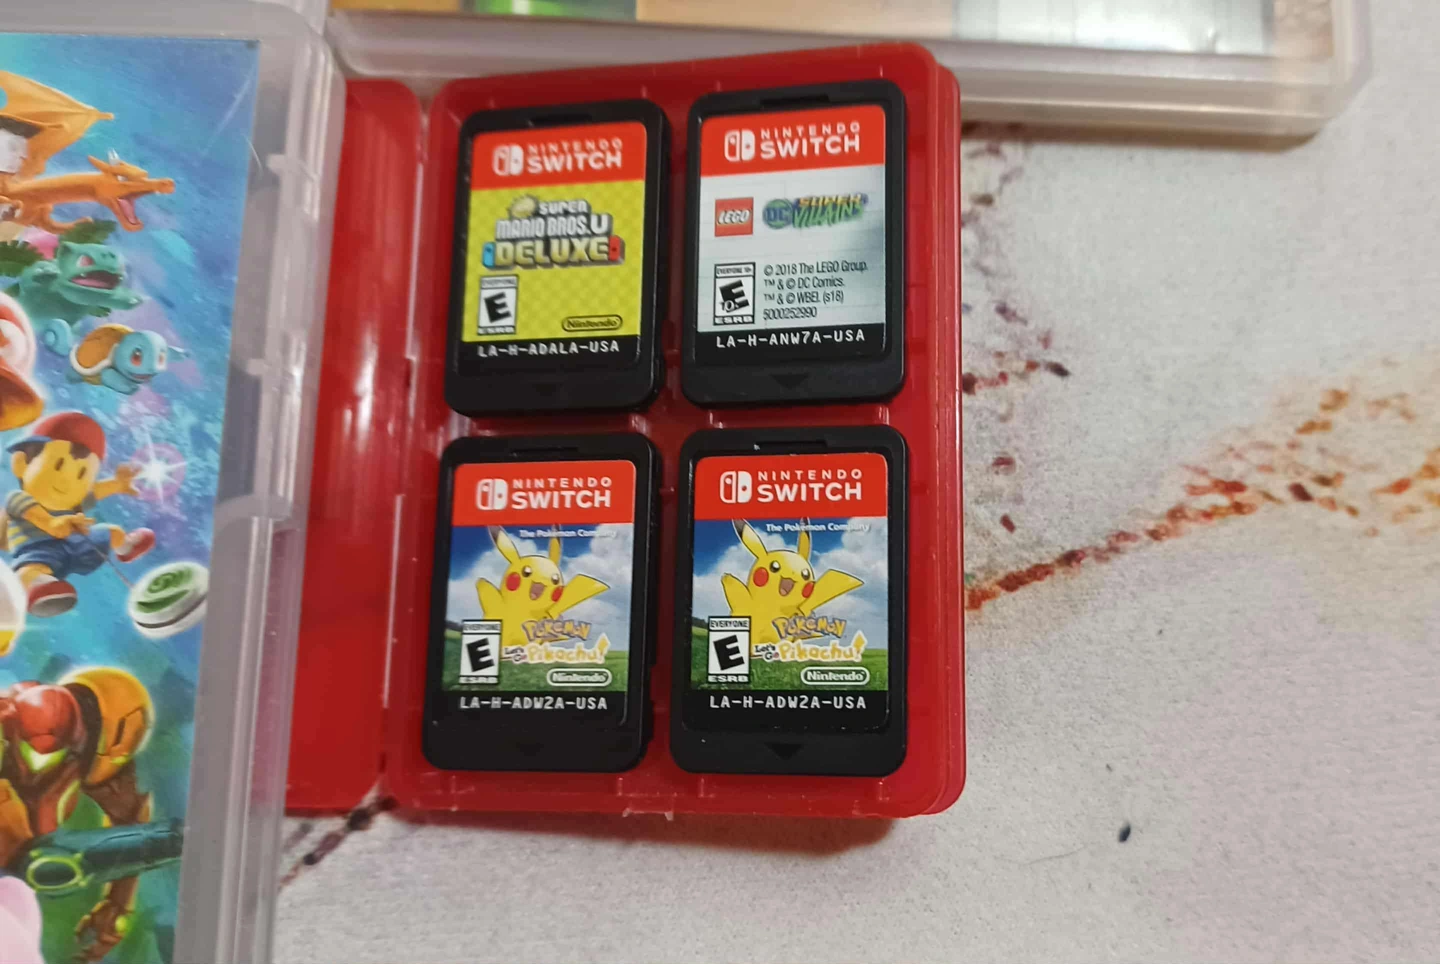 NINTENDO
SWITCH
SUPER
MARIO BROS. U
DELUXE
EVERYONE
E
ESRB
Nintendo
LA-H-ADALA-USA
NINTENDO
SWITCH
LEGO
DC SUPER
VILLAINS
EVERYONE 10+
E
10+
ESRB
© 2018 The LEGO Group.
™ & © DC Comics.
™ & © WBEI. (s18)
5000252990
LA-H-ANW7A-USA
NINTENDO
SWITCH
The Pokémon Company
POKÉMON
Let's Go
Pikachu!
EVERYONE
E
ESRB
Nintendo
LA-H-ADW2A-USA
NINTENDO
SWITCH
The Pokémon Company
POKÉMON
Let's Go
Pikachu!
EVERYONE
E
ESRB
Nintendo
LA-H-ADW2A-USA